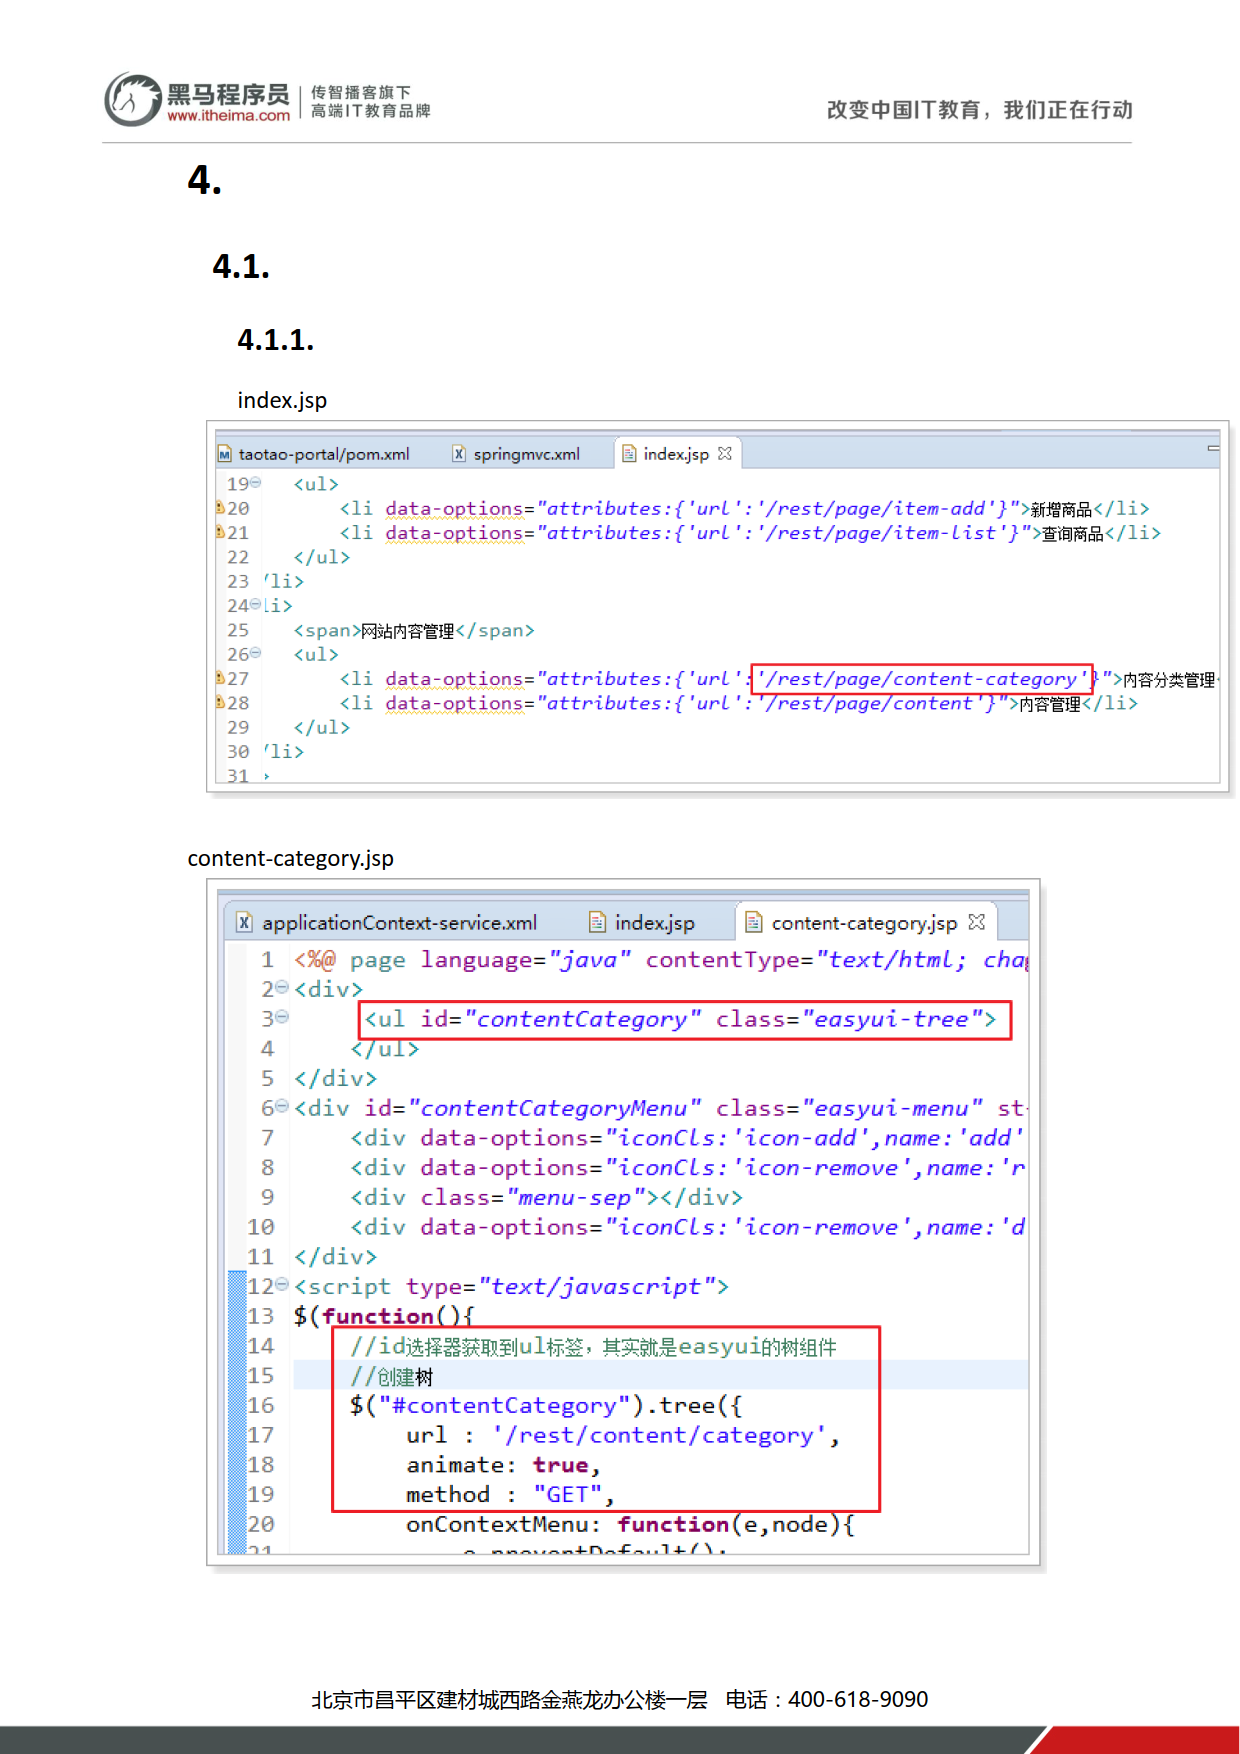 黑马程序员
www.itheima.com
传智播客旗下
高端IT教育品牌
改变中国IT教育，我们正在行动
4.
4.1.
4.1.1.
index.jsp
taotao-portal/pom.xml springmvc.xml index.jsp
19 <ul>
20 <li data-options="attributes:{'url':'/rest/page/item-add'}">新增商品</li>
21 <li data-options="attributes:{'url':'/rest/page/item-list'}">查询商品</li>
22 </ul>
23 /li>
24 li>
25 <span>网站内容管理</span>
26 <ul>
27 <li data-options="attributes:{'url':'/rest/page/content-category'}">内容分类管理
28 <li data-options="attributes:{'url':'/rest/page/content'}">内容管理</li>
29 </ul>
30 /li>
31 >
content-category.jsp
applicationContext-service.xml index.jsp content-category.jsp
1 <%@ page language="java" contentType="text/html; cha
2 <div>
3 <ul id="contentCategory" class="easyui-tree">
4 </ul>
5 </div>
6 <div id="contentCategoryMenu" class="easyui-menu" st
7 <div data-options="iconCls:'icon-add',name:'add'
8 <div data-options="iconCls:'icon-remove',name:'r
9 <div class="menu-sep"></div>
10 <div data-options="iconCls:'icon-remove',name:'d
11 </div>
12 <script type="text/javascript">
13 $(function(){
14 //id选择器获取到ul标签，其实就是easyui的树组件
15 //创建树
16 $("#contentCategory").tree({
17 url : '/rest/content/category',
18 animate: true,
19 method : "GET",
20 onContextMenu: function(e,node){
21 e.preventDefault();
北京市昌平区建材城西路金燕龙办公楼一层 电话：400-618-9090